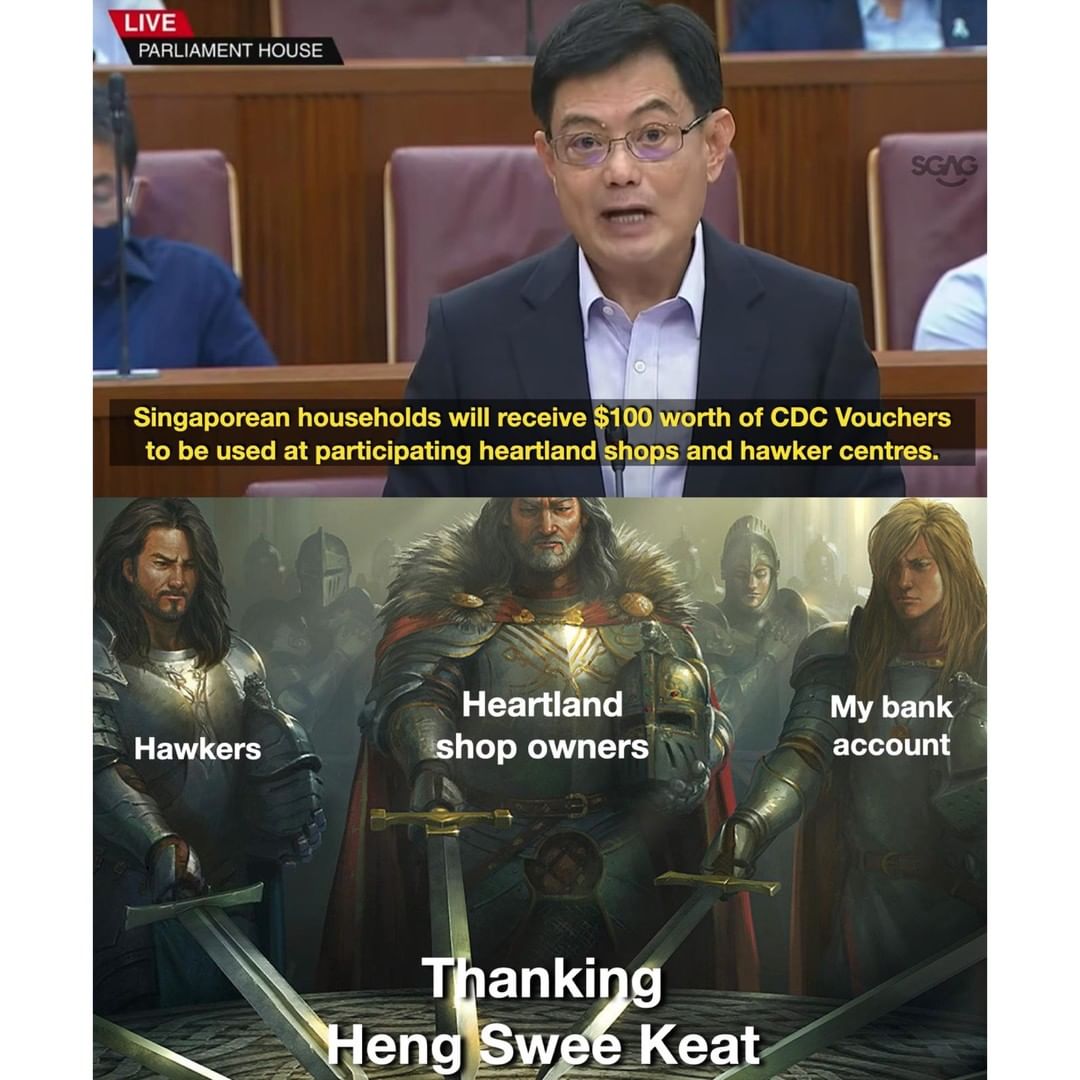 LIVE
PARLIAMENT HOUSE
SGAG
Singaporean households will receive $100 worth of CDC Vouchers
to be used at participating heartland shops and hawker centres.
Hawkers
Heartland
shop owners
My bank
account
Thanking
Heng Swee Keat